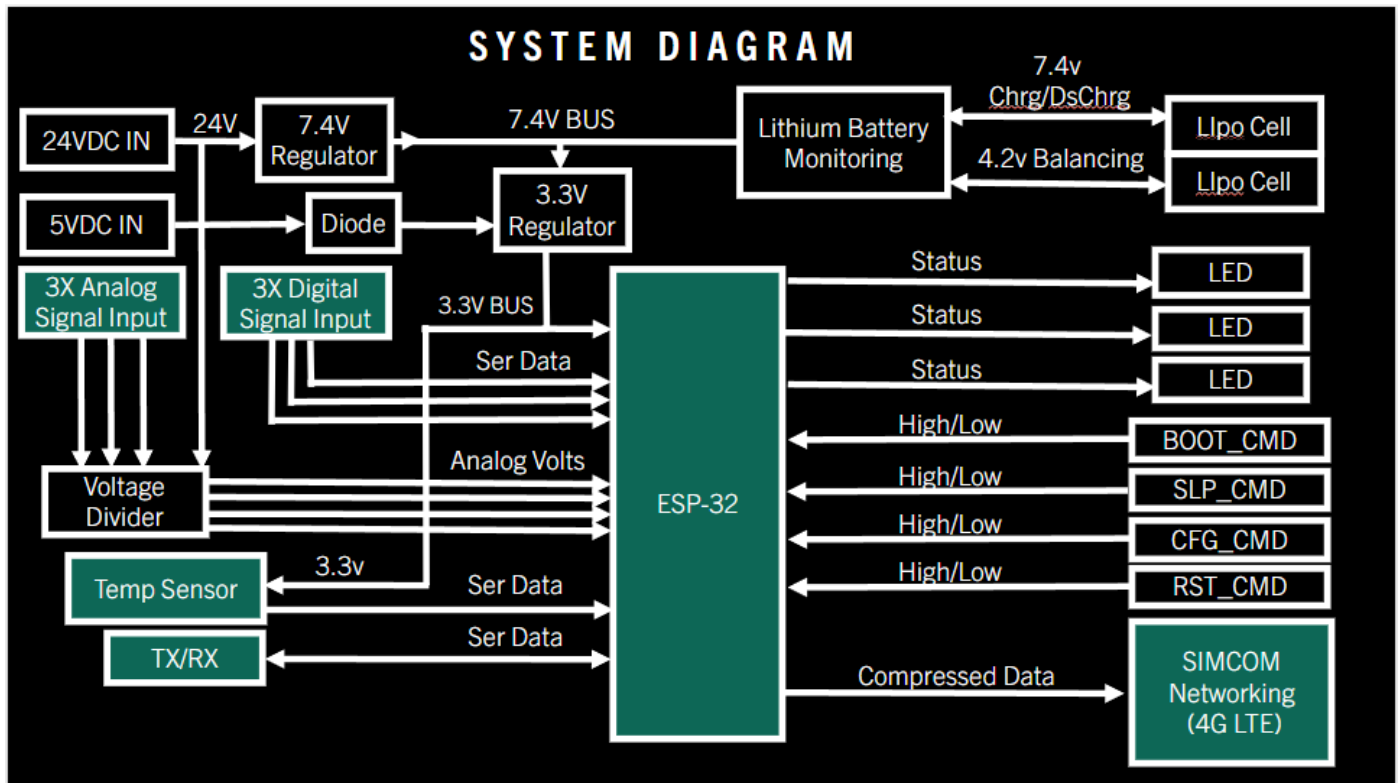 SYSTEM DIAGRAM
24VDC IN
24V
7.4V
Regulator
7.4V BUS
Lithium Battery
Monitoring
7.4v
Chrg/DsChrg
LIpo Cell
4.2v Balancing
LIpo Cell
5VDC IN
Diode
3.3V
Regulator
3X Analog
Signal Input
3X Digital
Signal Input
3.3V BUS
Ser Data
Analog Volts
Voltage
Divider
Temp Sensor
3.3v
Ser Data
TX/RX
Ser Data
ESP-32
Status
LED
Status
LED
Status
LED
High/Low
BOOT_CMD
High/Low
SLP_CMD
High/Low
CFG_CMD
High/Low
RST_CMD
Compressed Data
SIMCOM
Networking
(4G LTE)